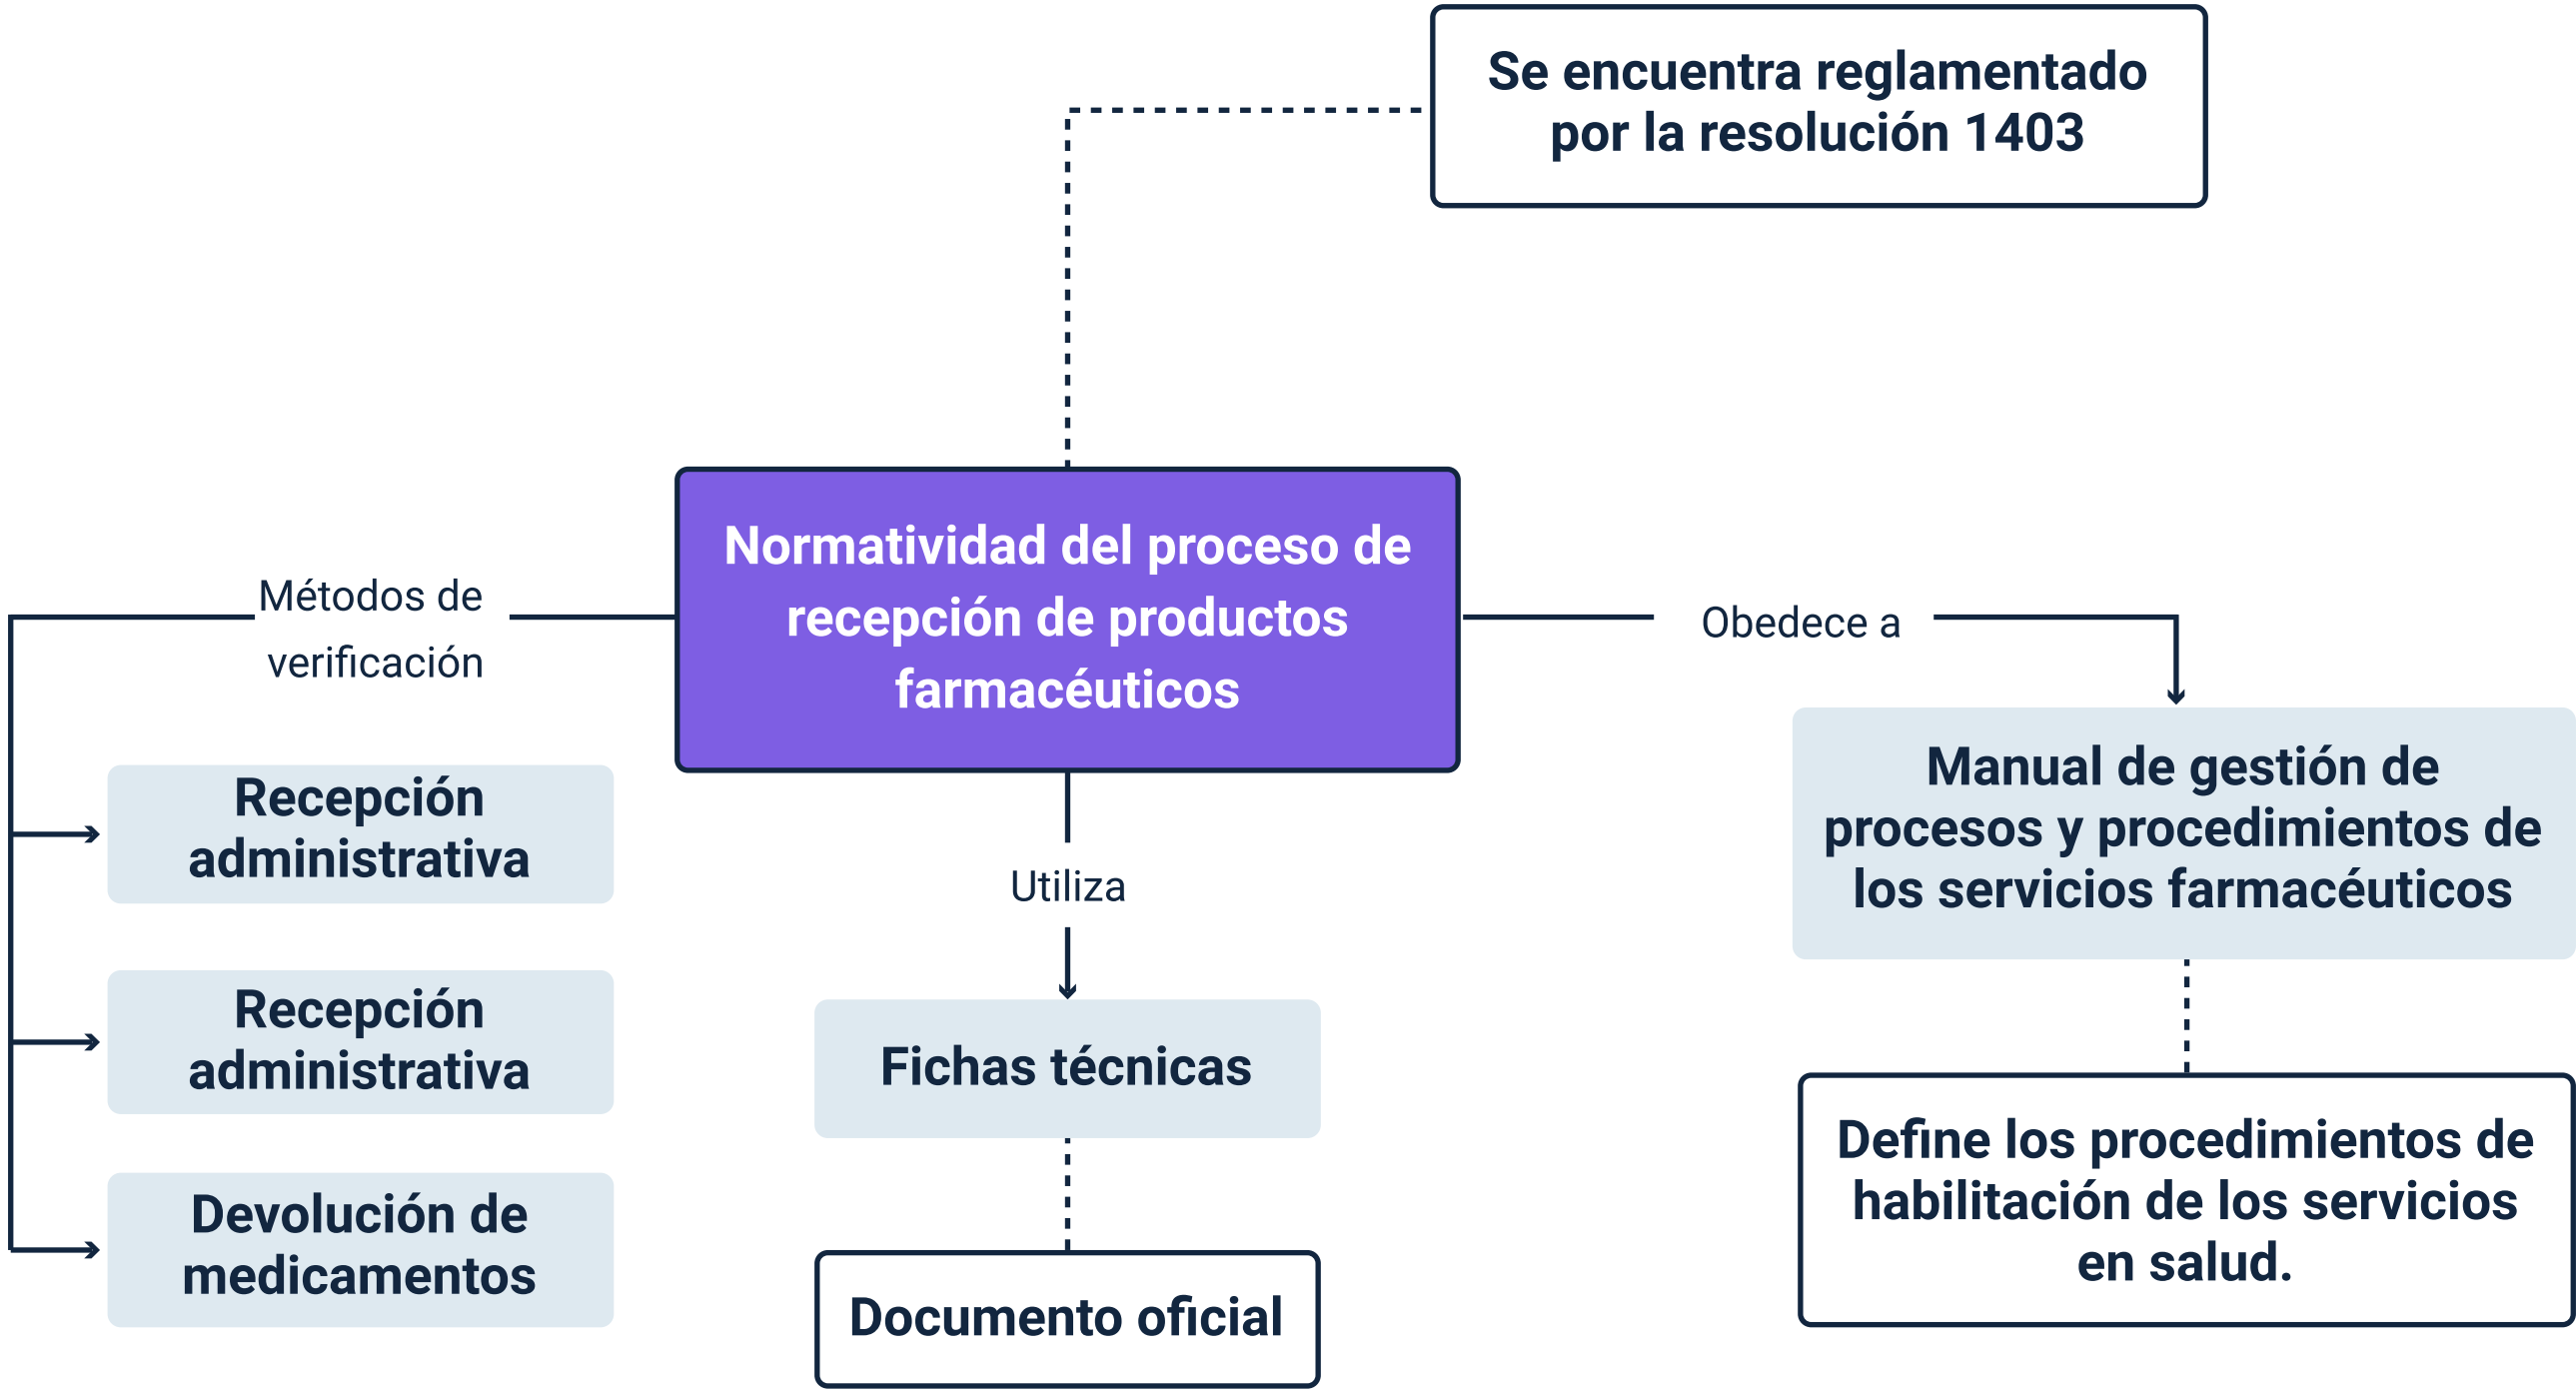 Se encuentra reglamentado
por la resolución 1403
Normatividad del proceso de
recepción de productos
farmacéuticos
Métodos de
verificación
Obedece a
Recepción
administrativa
Recepción
administrativa
Devolución de
medicamentos
Utiliza
Fichas técnicas
Documento oficial
Manual de gestión de
procesos y procedimientos de
los servicios farmacéuticos
Define los procedimientos de
habilitación de los servicios
en salud.